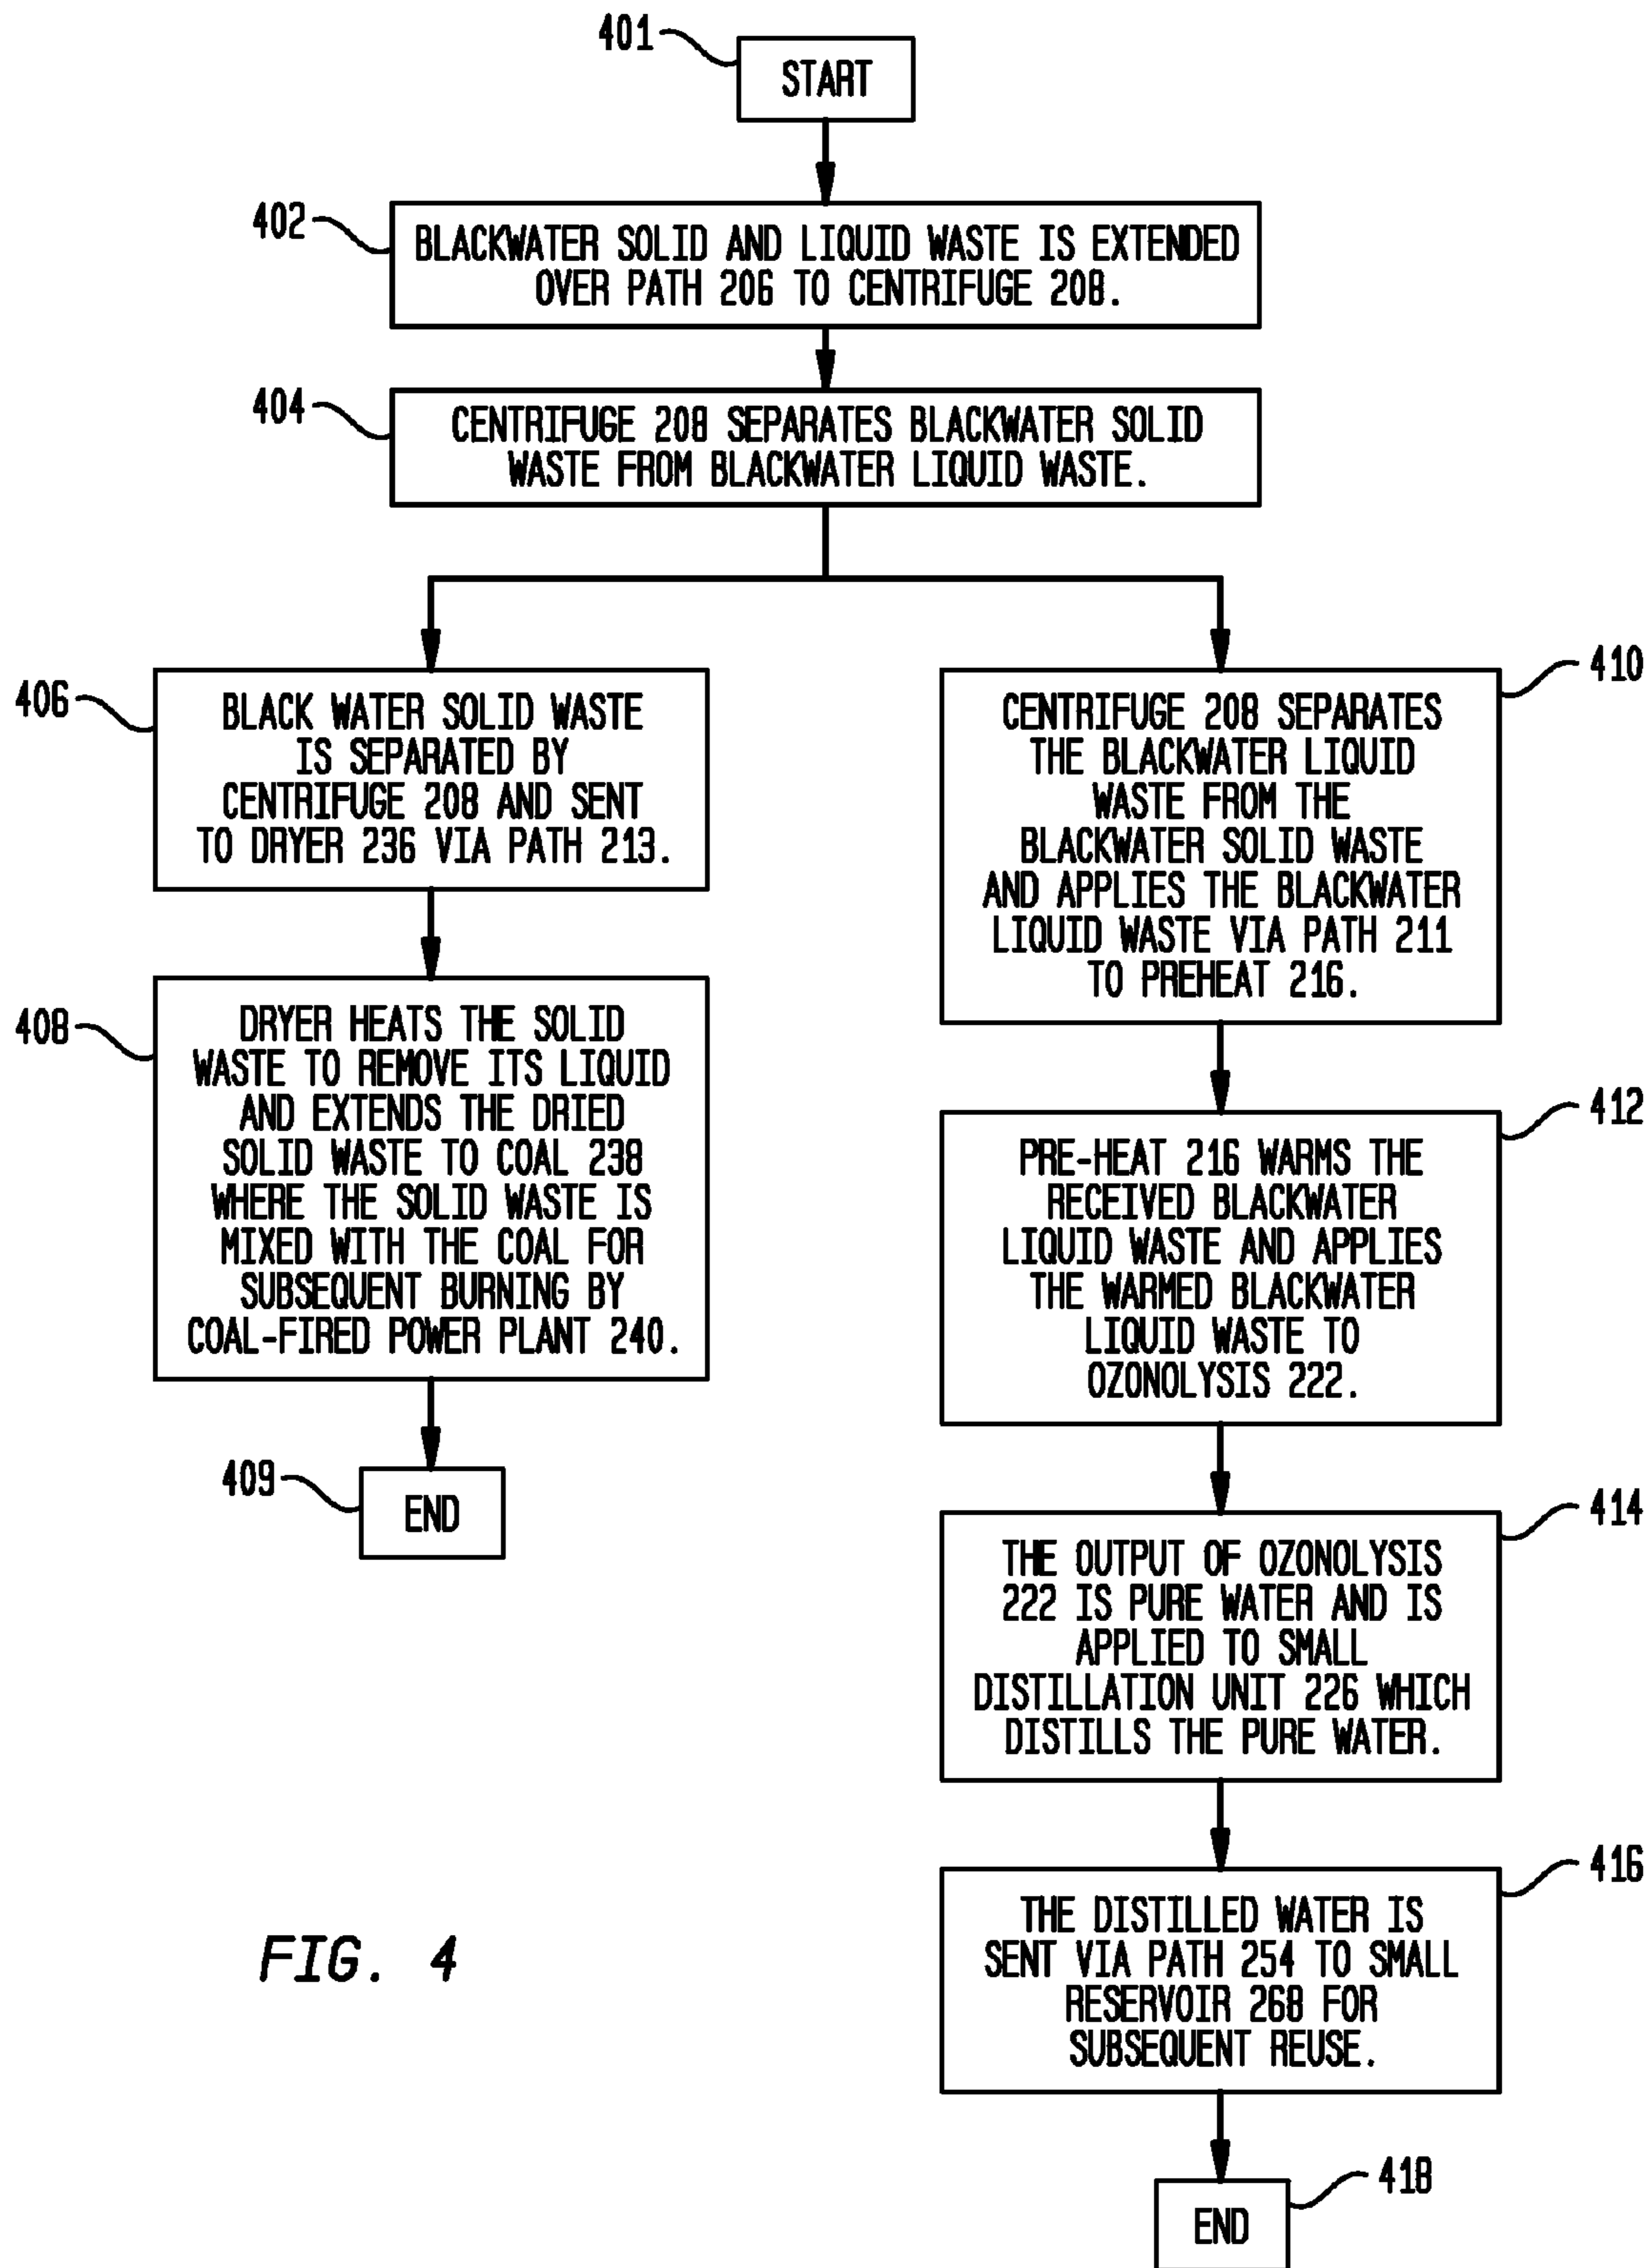 401
START
402
BLACKWATER SOLID AND LIQUID WASTE IS EXTENDED
OVER PATH 206 TO CENTRIFUGE 208.
404
CENTRIFUGE 208 SEPARATES BLACKWATER SOLID
WASTE FROM BLACKWATER LIQUID WASTE.
406
BLACK WATER SOLID WASTE
IS SEPARATED BY
CENTRIFUGE 208 AND SENT
TO DRYER 236 VIA PATH 213.
408
DRYER HEATS THE SOLID
WASTE TO REMOVE ITS LIQUID
AND EXTENDS THE DRIED
SOLID WASTE TO COAL 238
WHERE THE SOLID WASTE IS
MIXED WITH THE COAL FOR
SUBSEQUENT BURNING BY
COAL-FIRED POWER PLANT 240.
409
END
410
CENTRIFUGE 208 SEPARATES
THE BLACKWATER LIQUID
WASTE FROM THE
BLACKWATER SOLID WASTE
AND APPLIES THE BLACKWATER
LIQUID WASTE VIA PATH 211
TO PREHEAT 216.
412
PRE-HEAT 216 WARMS THE
RECEIVED BLACKWATER
LIQUID WASTE AND APPLIES
THE WARMED BLACKWATER
LIQUID WASTE TO
OZONOLYSIS 222.
414
THE OUTPUT OF OZONOLYSIS
222 IS PURE WATER AND IS
APPLIED TO SMALL
DISTILLATION UNIT 226 WHICH
DISTILLS THE PURE WATER.
416
THE DISTILLED WATER IS
SENT VIA PATH 254 TO SMALL
RESERVOIR 268 FOR
SUBSEQUENT REUSE.
418
END
FIG. 4